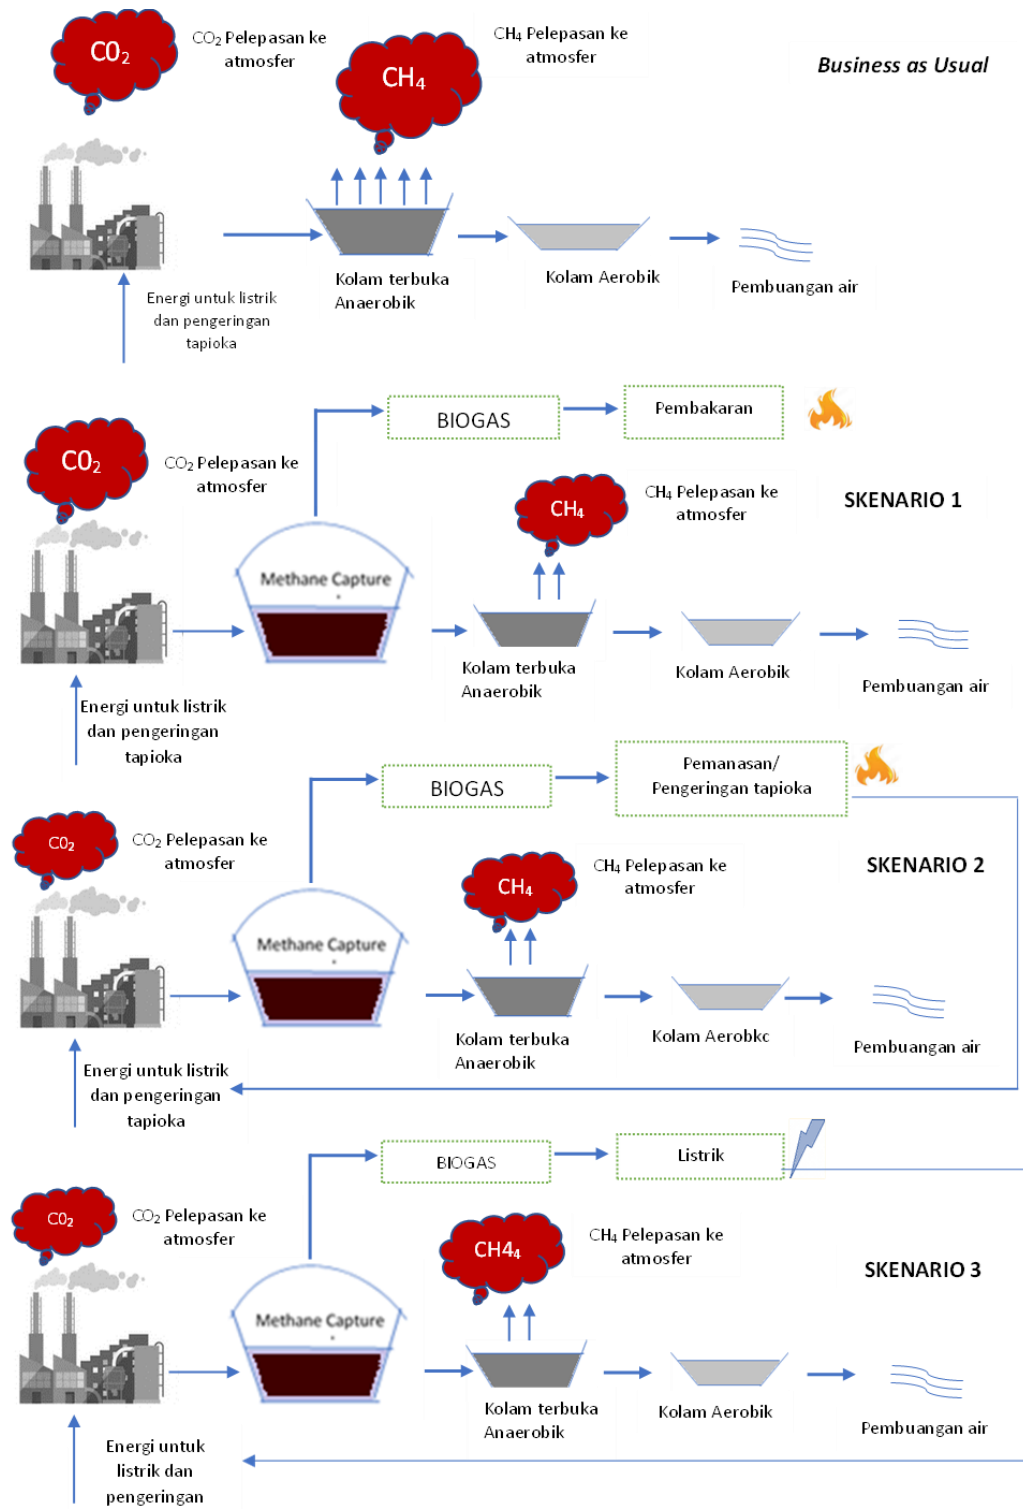 C0₂
CO₂ Pelepasan ke
atmosfer
CH₄
CH₄ Pelepasan ke
atmosfer
Business as Usual
Kolam terbuka
Anaerobik
Kolam Aerobik
Pembuangan air
Energi untuk listrik
dan pengeringan
tapioka
BIOGAS
Pembakaran
C0₂
CO₂ Pelepasan ke
atmosfer
CH₄
CH₄ Pelepasan ke
atmosfer
SKENARIO 1
Methane Capture
Kolam terbuka
Anaerobik
Kolam Aerobik
Pembuangan air
Energi untuk listrik
dan pengeringan
tapioka
BIOGAS
Pemanasan/
Pengeringan tapioka
C0₂
CO₂ Pelepasan ke
atmosfer
CH₄
CH₄ Pelepasan ke
atmosfer
SKENARIO 2
Methane Capture
Kolam terbuka
Anaerobik
Kolam Aerobkc
Pembuangan air
Energi untuk listrik
dan pengeringan
tapioka
BIOGAS
Listrik
C0₂
CO₂ Pelepasan ke
atmosfer
CH4₄
CH₄ Pelepasan ke
atmosfer
SKENARIO 3
Methane Capture
Kolam terbuka
Anaerobik
Kolam Aerobik
Pembuangan air
Energi untuk
listrik dan
pengeringan